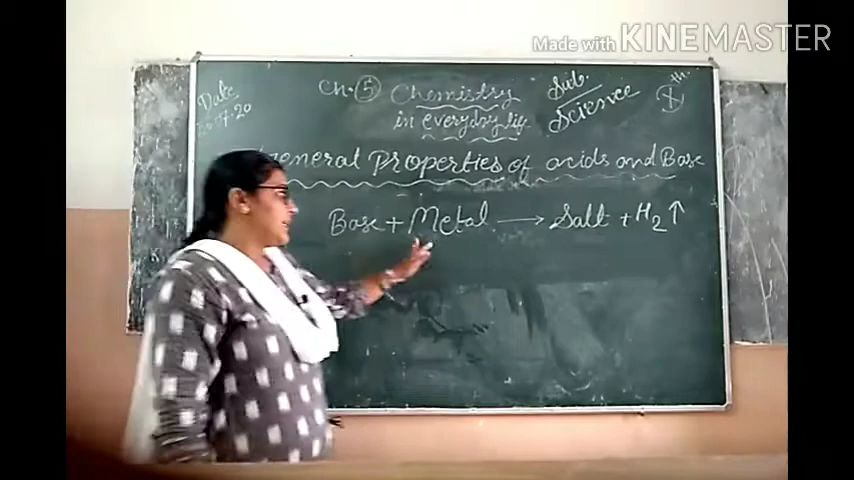 Made with KINEMASTER
Date
Ch. 5 Chemistry
in everyday life
Sub.
Science
X th
General Properties of acids and Base
Base + Metal → Salt + H2 ↑